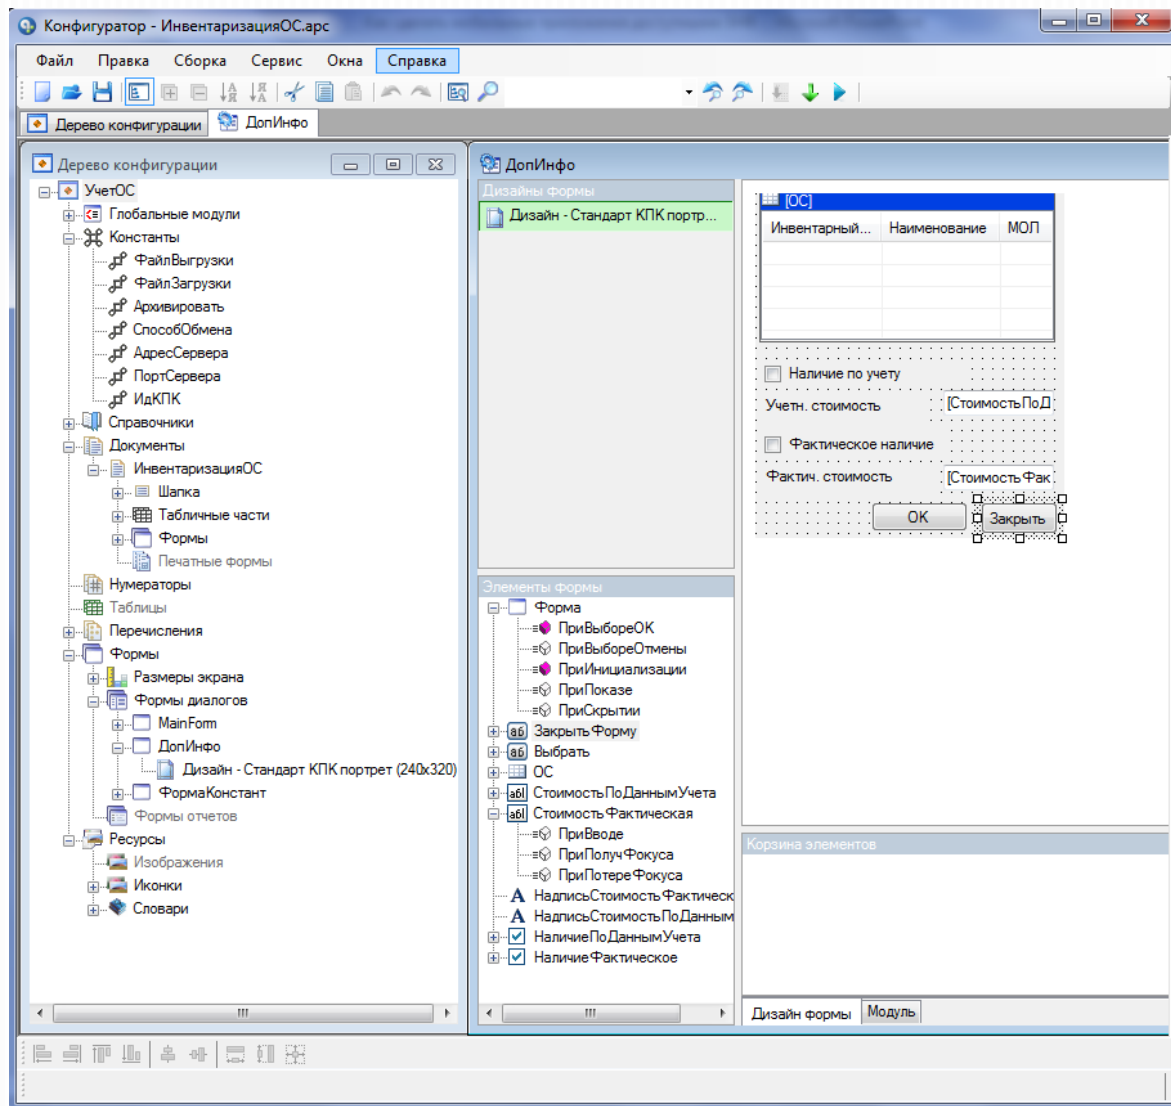 Конфигуратор - ИнвентаризацияОС.apc
Файл Правка Сборка Сервис Окна Справка
Дерево конфигурации ДопИнфо
Дерево конфигурации
УчетОС
Глобальные модули
Константы
ФайлВыгрузки
ФайлЗагрузки
Архивировать
СпособОбмена
АдресСервера
ПортСервера
ИдКПК
Справочники
Документы
ИнвентаризацияОС
Шапка
Табличные части
Формы
Печатные формы
Нумераторы
Таблицы
Перечисления
Формы
Размеры экрана
Формы диалогов
MainForm
ДопИнфо
Дизайн - Стандарт КПК портрет (240x320)
ФормаКонстант
Формы отчетов
Ресурсы
Изображения
Иконки
Словари
ДопИнфо
Дизайны формы
Дизайн - Стандарт КПК портр...
Элементы формы
Форма
ПриВыбореОК
ПриВыбореОтмены
ПриИнициализации
ПриПоказе
ПриСкрытии
ЗакрытьФорму
Выбрать
ОС
СтоимостьПоДаннымУчета
СтоимостьФактическая
ПриВводе
ПриПолучФокуса
ПриПотереФокуса
НадписьСтоимостьФактическ
НадписьСтоимостьПоДанным
НаличиеПоДаннымУчета
НаличиеФактическое
[ОС]
Инвентарный... Наименование МОЛ
Наличие по учету
Учетн. стоимость [СтоимостьПоД
Фактическое наличие
Фактич. стоимость [СтоимостьФак
OK Закрыть
Корзина элементов
Дизайн формы Модуль